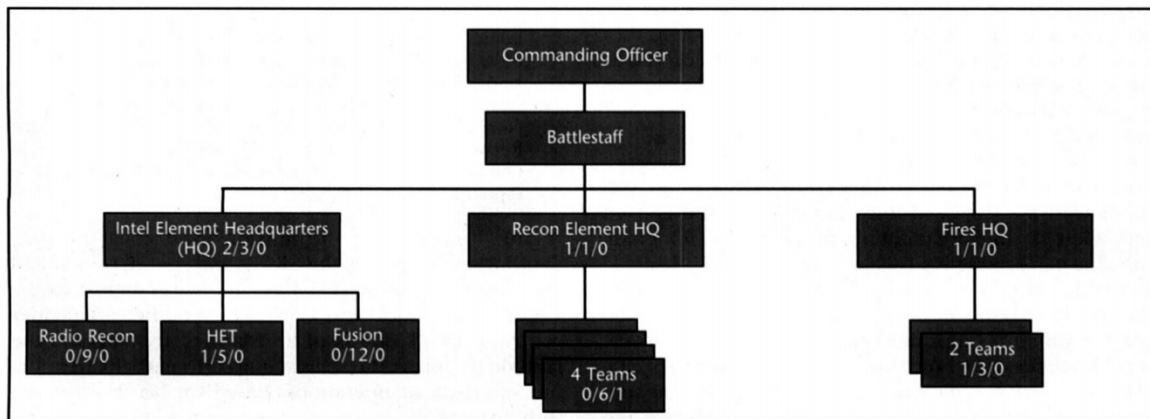 Commanding Officer
Battlestaff
Intel Element Headquarters
(HQ) 2/3/0
Recon Element HQ
1/1/0
Fires HQ
1/1/0
Radio Recon
0/9/0
HET
1/5/0
Fusion
0/12/0
4 Teams
0/6/1
2 Teams
1/3/0